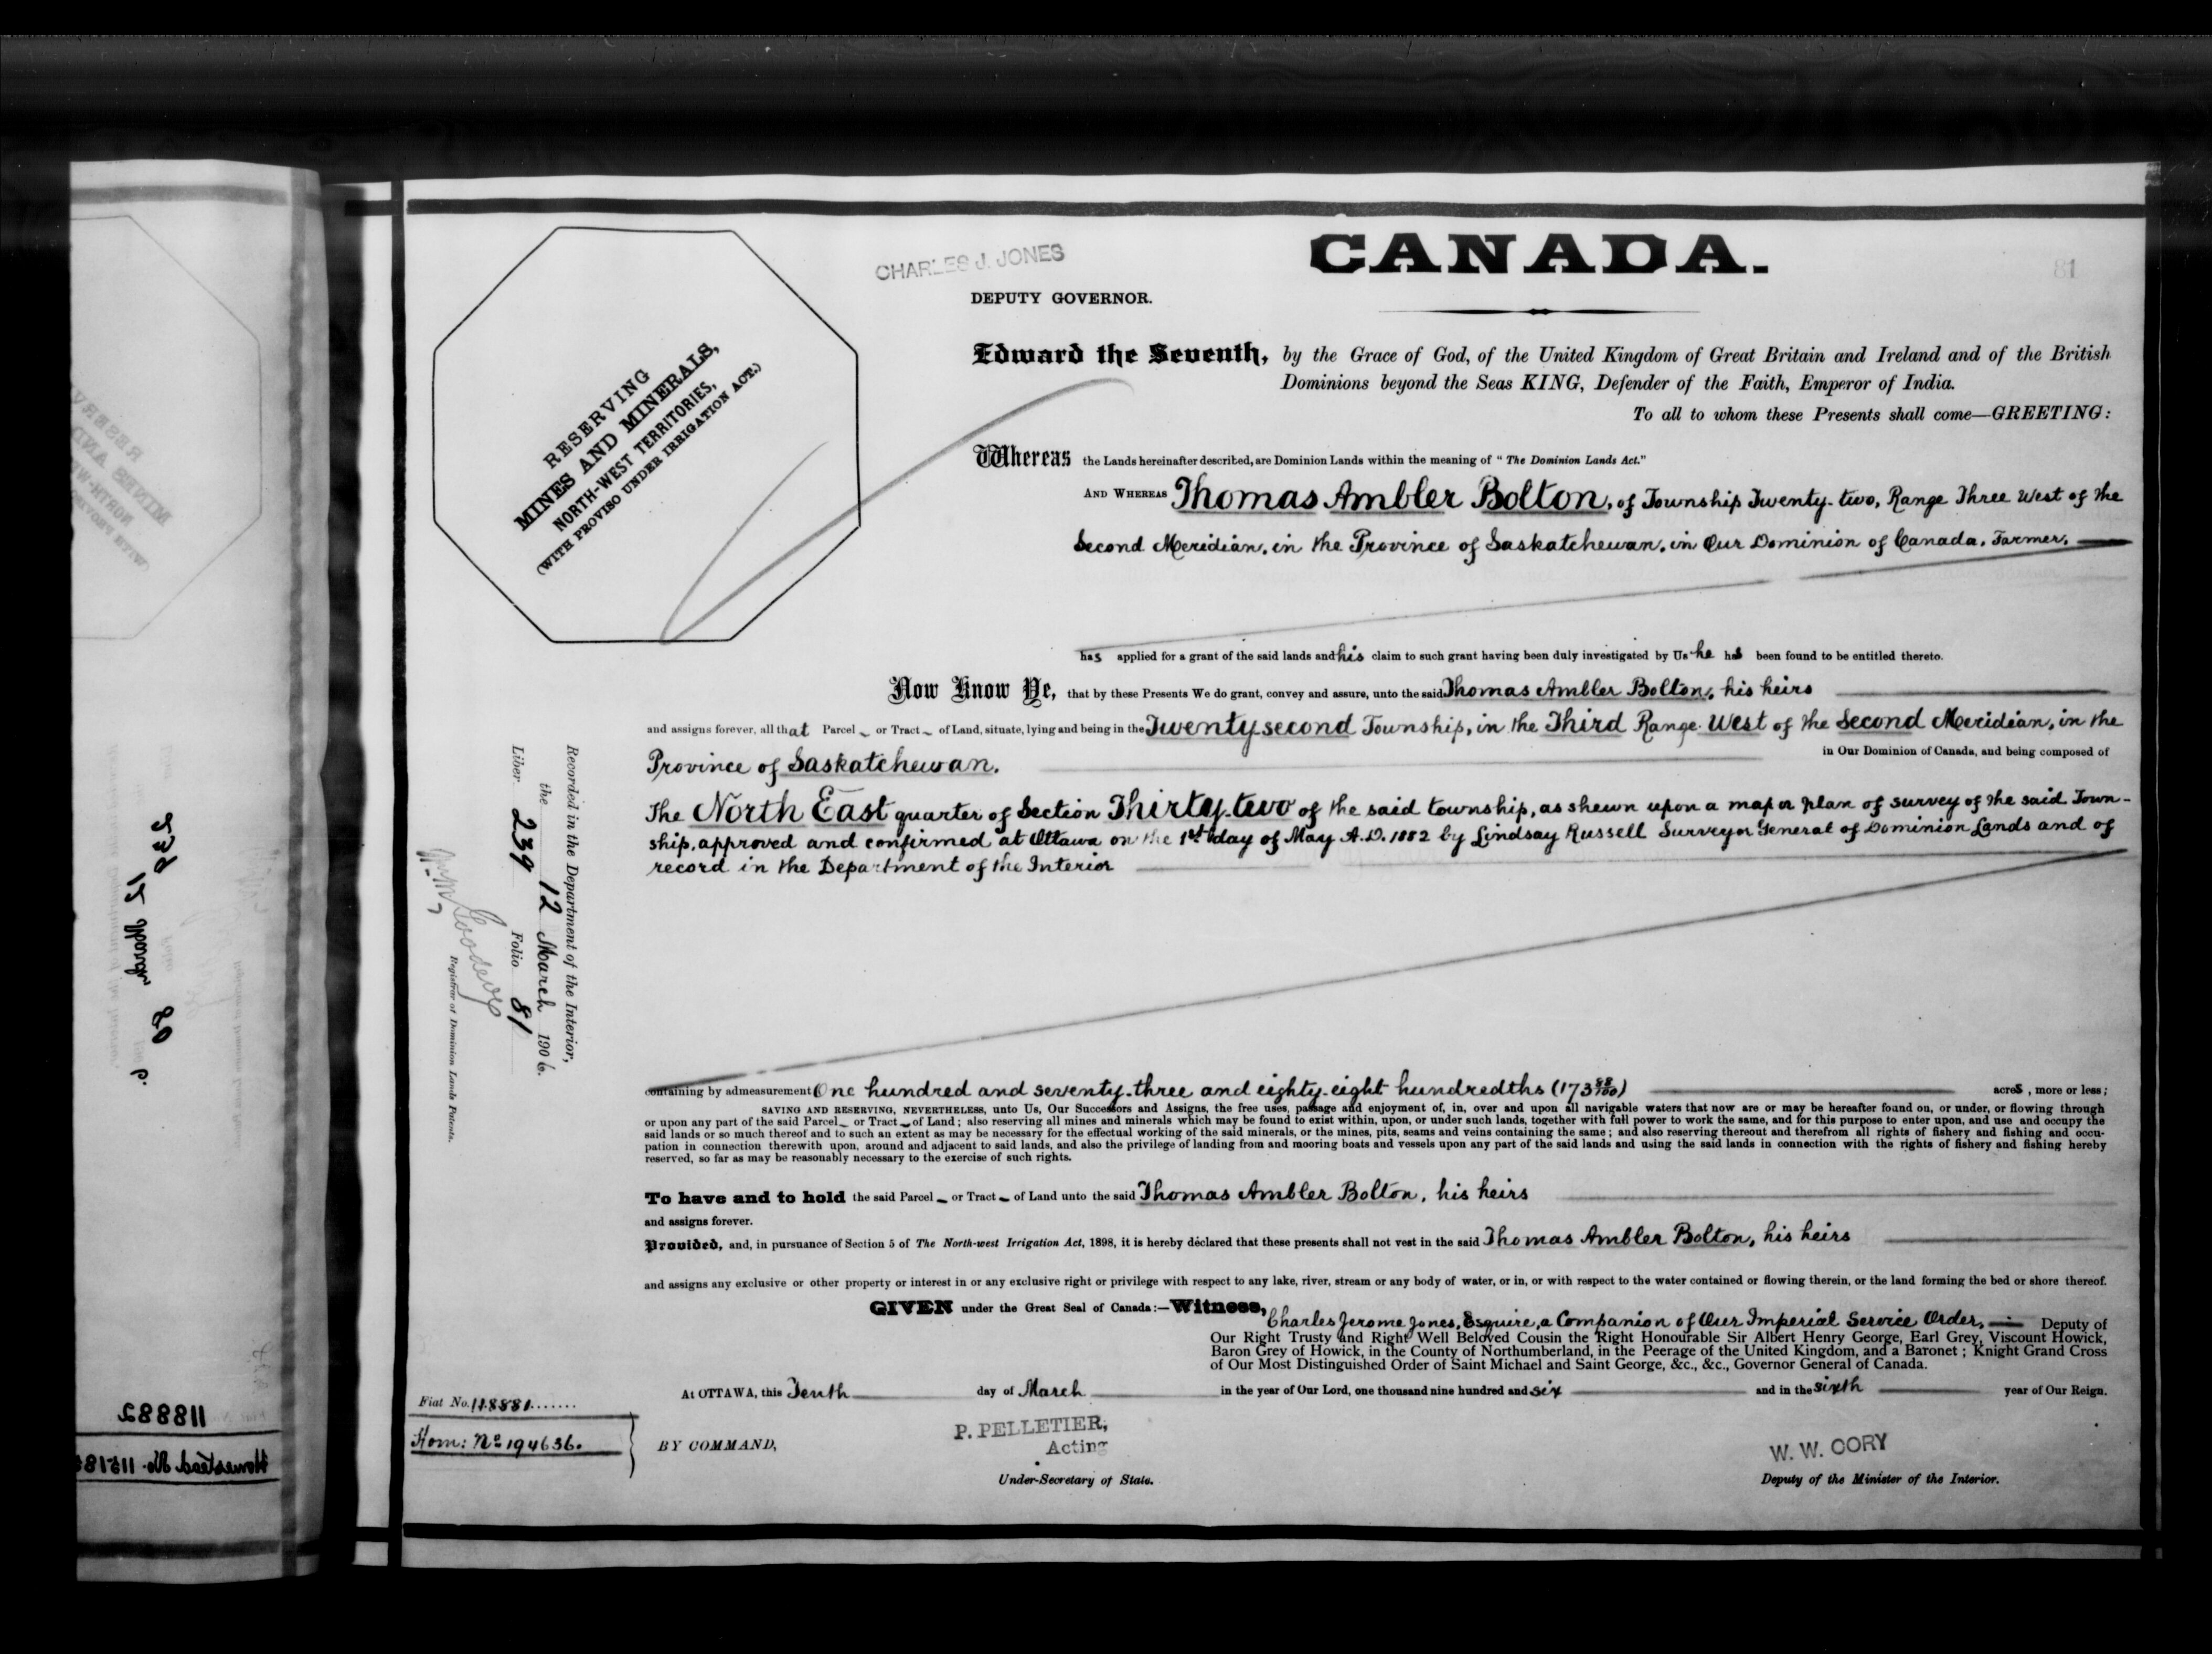 CHARLES J. JONES
DEPUTY GOVERNOR.
CANADA.
81
RESERVING
MINES AND MINERALS,
NORTH-WEST TERRITORIES,
(WITH PROVISO UNDER IRRIGATION ACT.)
Edward the Seventh, by the Grace of God, of the United Kingdom of Great Britain and Ireland and of the British
Dominions beyond the Seas KING, Defender of the Faith, Emperor of India.
To all to whom these Presents shall come—GREETING:
Whereas the Lands hereinafter described, are Dominion Lands within the meaning of "The Dominion Lands Act."
AND WHEREAS Thomas Ambler Bolton, of Township Twenty-two, Range Three West of the
Second Meridian, in the Province of Saskatchewan, in Our Dominion of Canada, Farmer,
has applied for a grant of the said lands and his claim to such grant having been duly investigated by Us he has been found to be entitled thereto.
Now Know Ye, that by these Presents We do grant, convey and assure, unto the said Thomas Ambler Bolton, his heirs
and assigns forever, all that Parcel or Tract of Land, situate, lying and being in the Twenty second Township, in the Third Range West of the Second Meridian, in the
in Our Dominion of Canada, and being composed of
Province of Saskatchewan.
The North East quarter of Section Thirty-two of the said township, as shewn upon a map or plan of survey of the said Town-
ship, approved and confirmed at Ottawa on the 1st day of May A.D. 1882 by Lindsay Russell Surveyor General of Dominion Lands and of
record in the Department of the Interior
containing by admeasurement One hundred and seventy-three and eighty-eight hundredths (173 88/100) acres, more or less;
SAVING AND RESERVING, NEVERTHELESS, unto Us, Our Successors and Assigns, the free uses, passage and enjoyment of, in, over and upon all navigable waters that now are or may be hereafter found on, or under, or flowing through
or upon any part of the said Parcel or Tract of Land; also reserving all mines and minerals which may be found to exist within, upon, or under such lands, together with full power to work the same, and for this purpose to enter upon, and use and occupy the
said lands or so much thereof and to such an extent as may be necessary for the effectual working of the said minerals, or the mines, pits, seams and veins containing the same; and also reserving thereout and therefrom all rights of fishery and fishing and occu-
pation in connection therewith upon, around and adjacent to said lands, and also the privilege of landing from and mooring boats and vessels upon any part of the said lands and using the said lands in connection with the rights of fishery and fishing hereby
reserved, so far as may be reasonably necessary to the exercise of such rights.
To have and to hold the said Parcel or Tract of Land unto the said Thomas Ambler Bolton, his heirs
and assigns forever.
Provided, and, in pursuance of Section 5 of The North-west Irrigation Act, 1898, it is hereby declared that these presents shall not vest in the said Thomas Ambler Bolton, his heirs
and assigns any exclusive or other property or interest in or any exclusive right or privilege with respect to any lake, river, stream or any body of water, or in, or with respect to the water contained or flowing therein, or the land forming the bed or shore thereof.
GIVEN under the Great Seal of Canada:—Witness,
Charles Jerome Jones, Esquire, a Companion of Our Imperial Service Order, Deputy of
Our Right Trusty and Right Well Beloved Cousin the Right Honourable Sir Albert Henry George, Earl Grey, Viscount Howick,
Baron Grey of Howick, in the County of Northumberland, in the Peerage of the United Kingdom, and a Baronet; Knight Grand Cross
of Our Most Distinguished Order of Saint Michael and Saint George, &c., &c., Governor General of Canada.
At OTTAWA, this Tenth day of March in the year of Our Lord, one thousand nine hundred and six and in the sixth year of Our Reign.
BY COMMAND,
P. PELLETIER,
Acting
Under-Secretary of State.
W. W. CORY
Deputy of the Minister of the Interior.
Recorded in the Department of the Interior,
the 12 March 1906.
Liber 239 Folio 81
Registrar of Dominion Lands Patents.
Fiat No. 118881
Hom: No 194636.
239
12 March
80
118882
Homestead No.